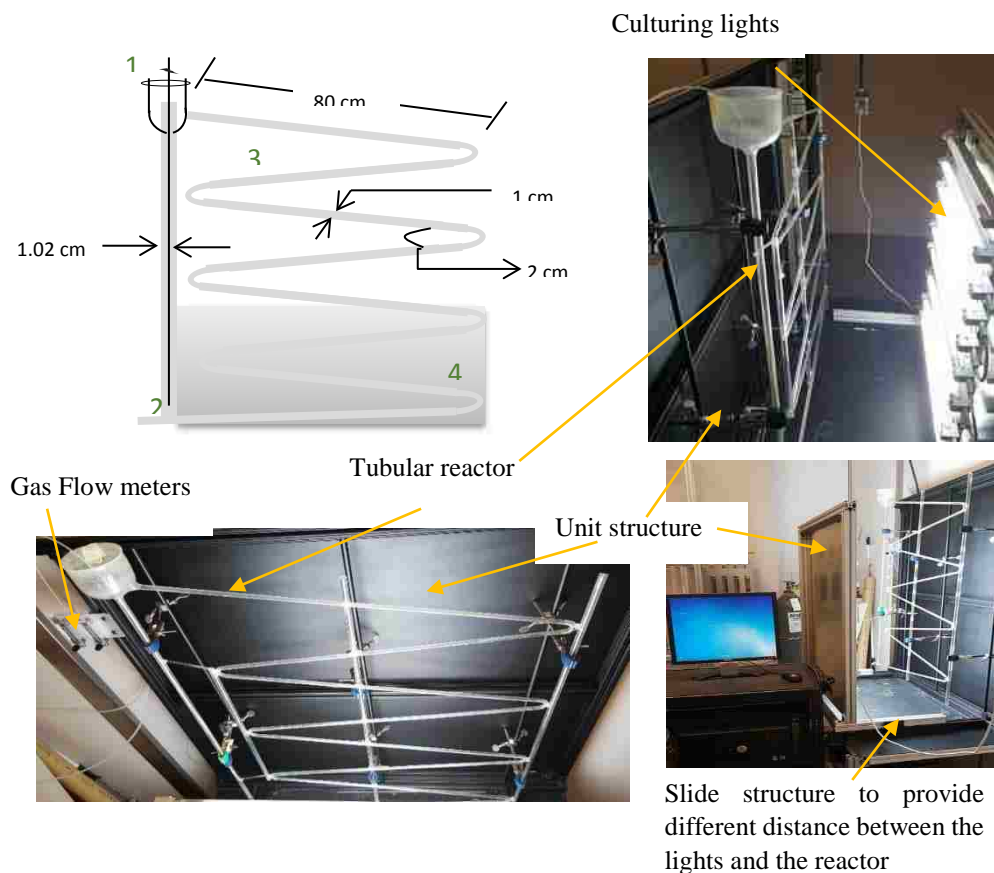 Culturing lights
1
80 cm
3
1 cm
1.02 cm
2 cm
4
2
Tubular reactor
Gas Flow meters
Unit structure
Slide structure to provide
different distance between the
lights and the reactor